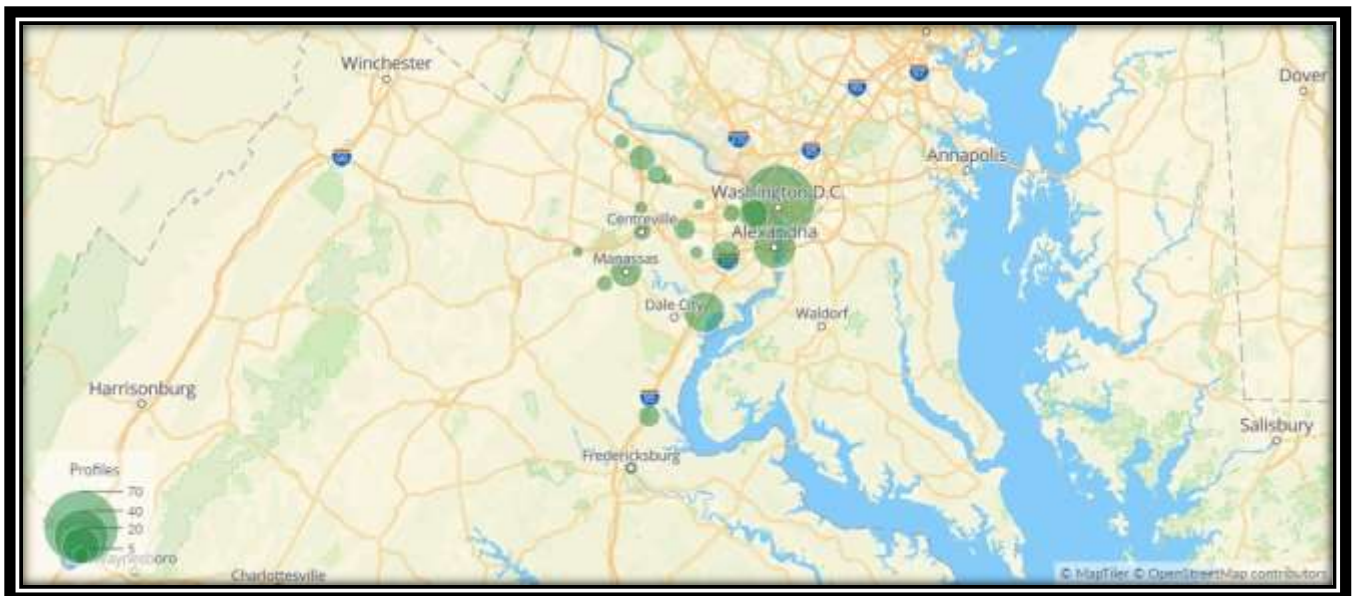 Winchester
Dover
Annapolis
Washington D.C.
Centreville
Alexandria
Manassas
Dale City
Waldorf
Harrisonburg
Salisbury
Fredericksburg
Profiles
70
40
20
5
Charlottesville
© MapTiler © OpenStreetMap contributors